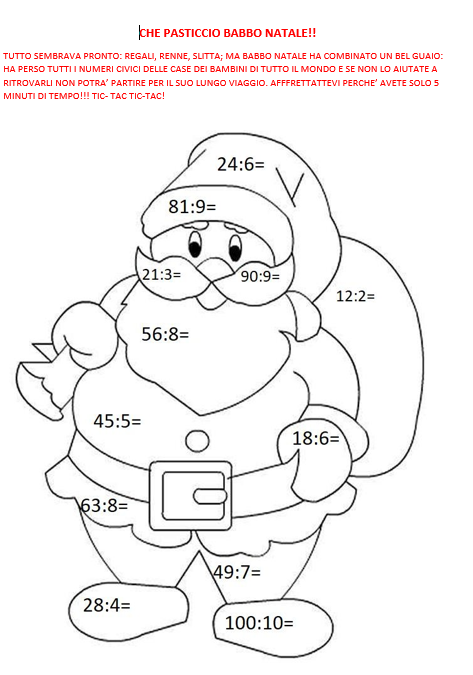 CHE PASTICCIO BABBO NATALE!!
TUTTO SEMBRAVA PRONTO: REGALI, RENNE, SLITTA; MA BABBO NATALE HA COMBINATO UN BEL GUAIO:
HA PERSO TUTTI I NUMERI CIVICI DELLE CASE DEI BAMBINI DI TUTTO IL MONDO E SE NON LO AIUTATE A
RITROVARLI NON POTRA' PARTIRE PER IL SUO LUNGO VIAGGIO. AFFFRETTATTEVI PERCHE' AVETE SOLO 5
MINUTI DI TEMPO!!! TIC- TAC TIC-TAC!
24:6=
81:9=
21:3=
90:9=
12:2=
56:8=
45:5=
18:6=
63:8=
49:7=
28:4=
100:10=